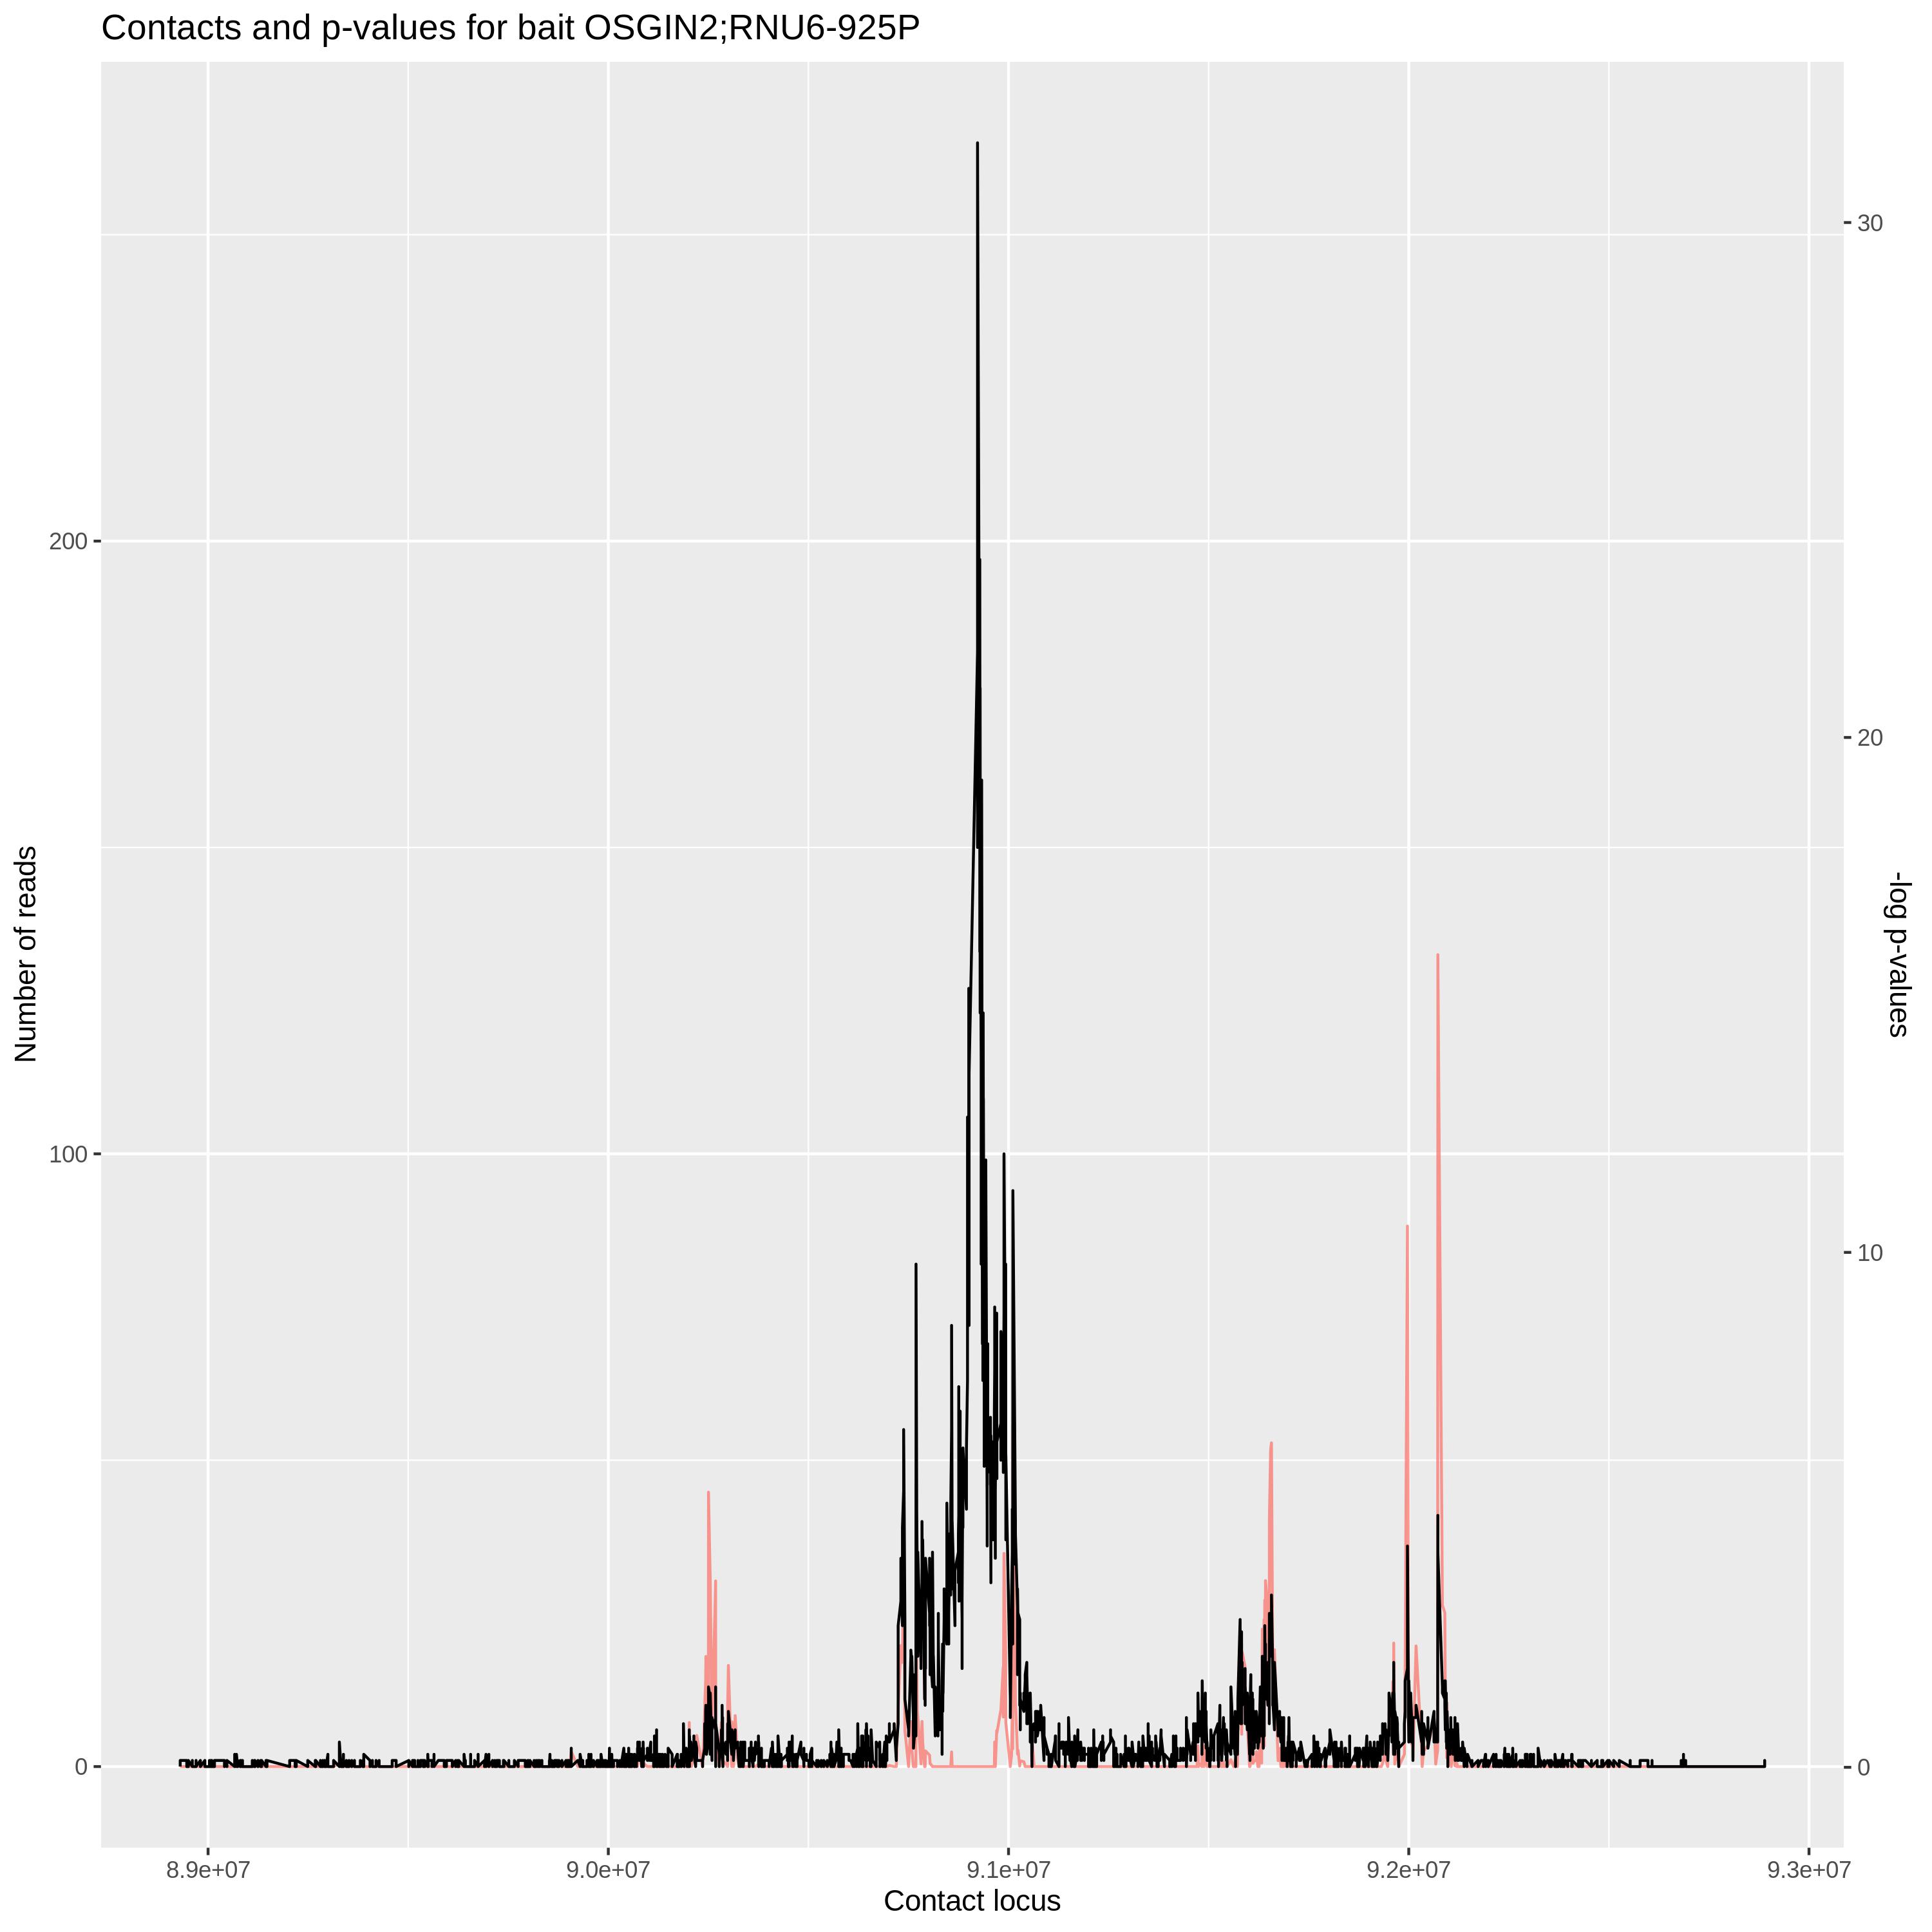 Contacts and p-values for bait OSGIN2;RNU6-925P
Number of reads
200
100
0
30
20
10
0
-log p-values
8.9e+07 9.0e+07 9.1e+07 9.2e+07 9.3e+07
Contact locus